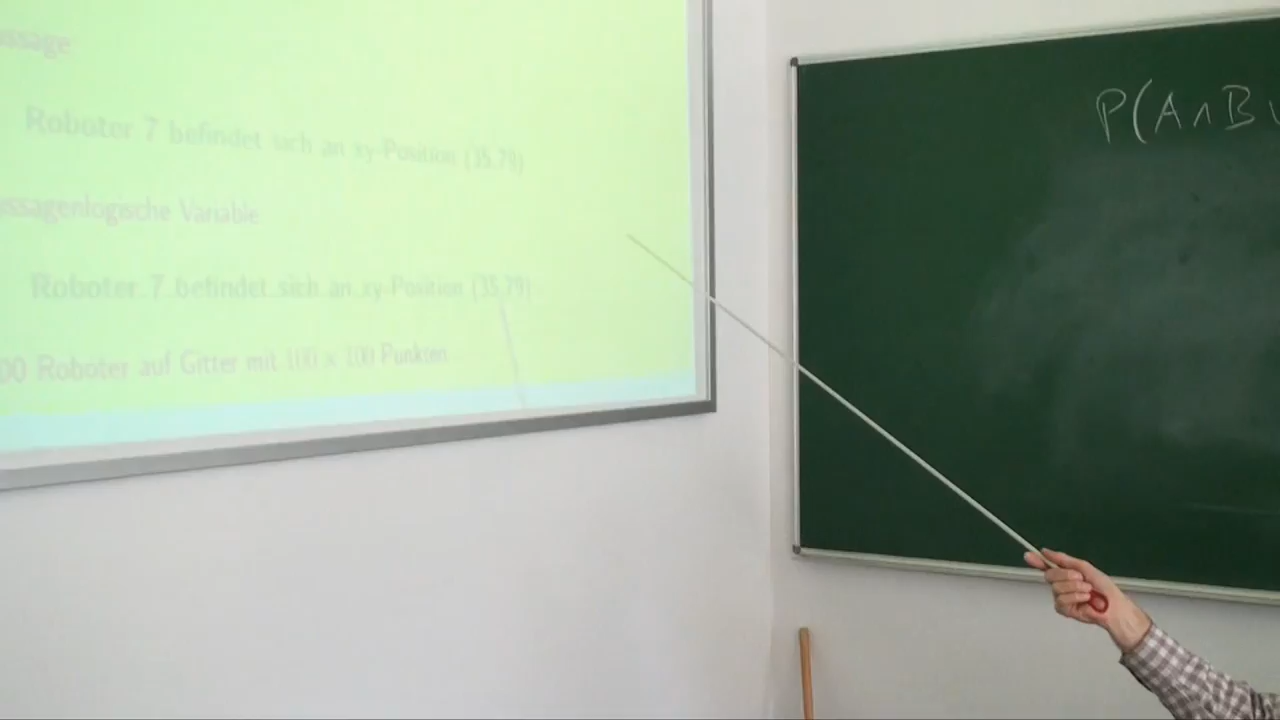 ssage
Roboter 7 befindet sich an xy-Position (35,79)
ssagenlogische Variable
Roboter 7 befindet sich an xy-Position (35,79)
00 Roboter auf Gitter mit 100 × 100 Punkten
P(A∧B∨